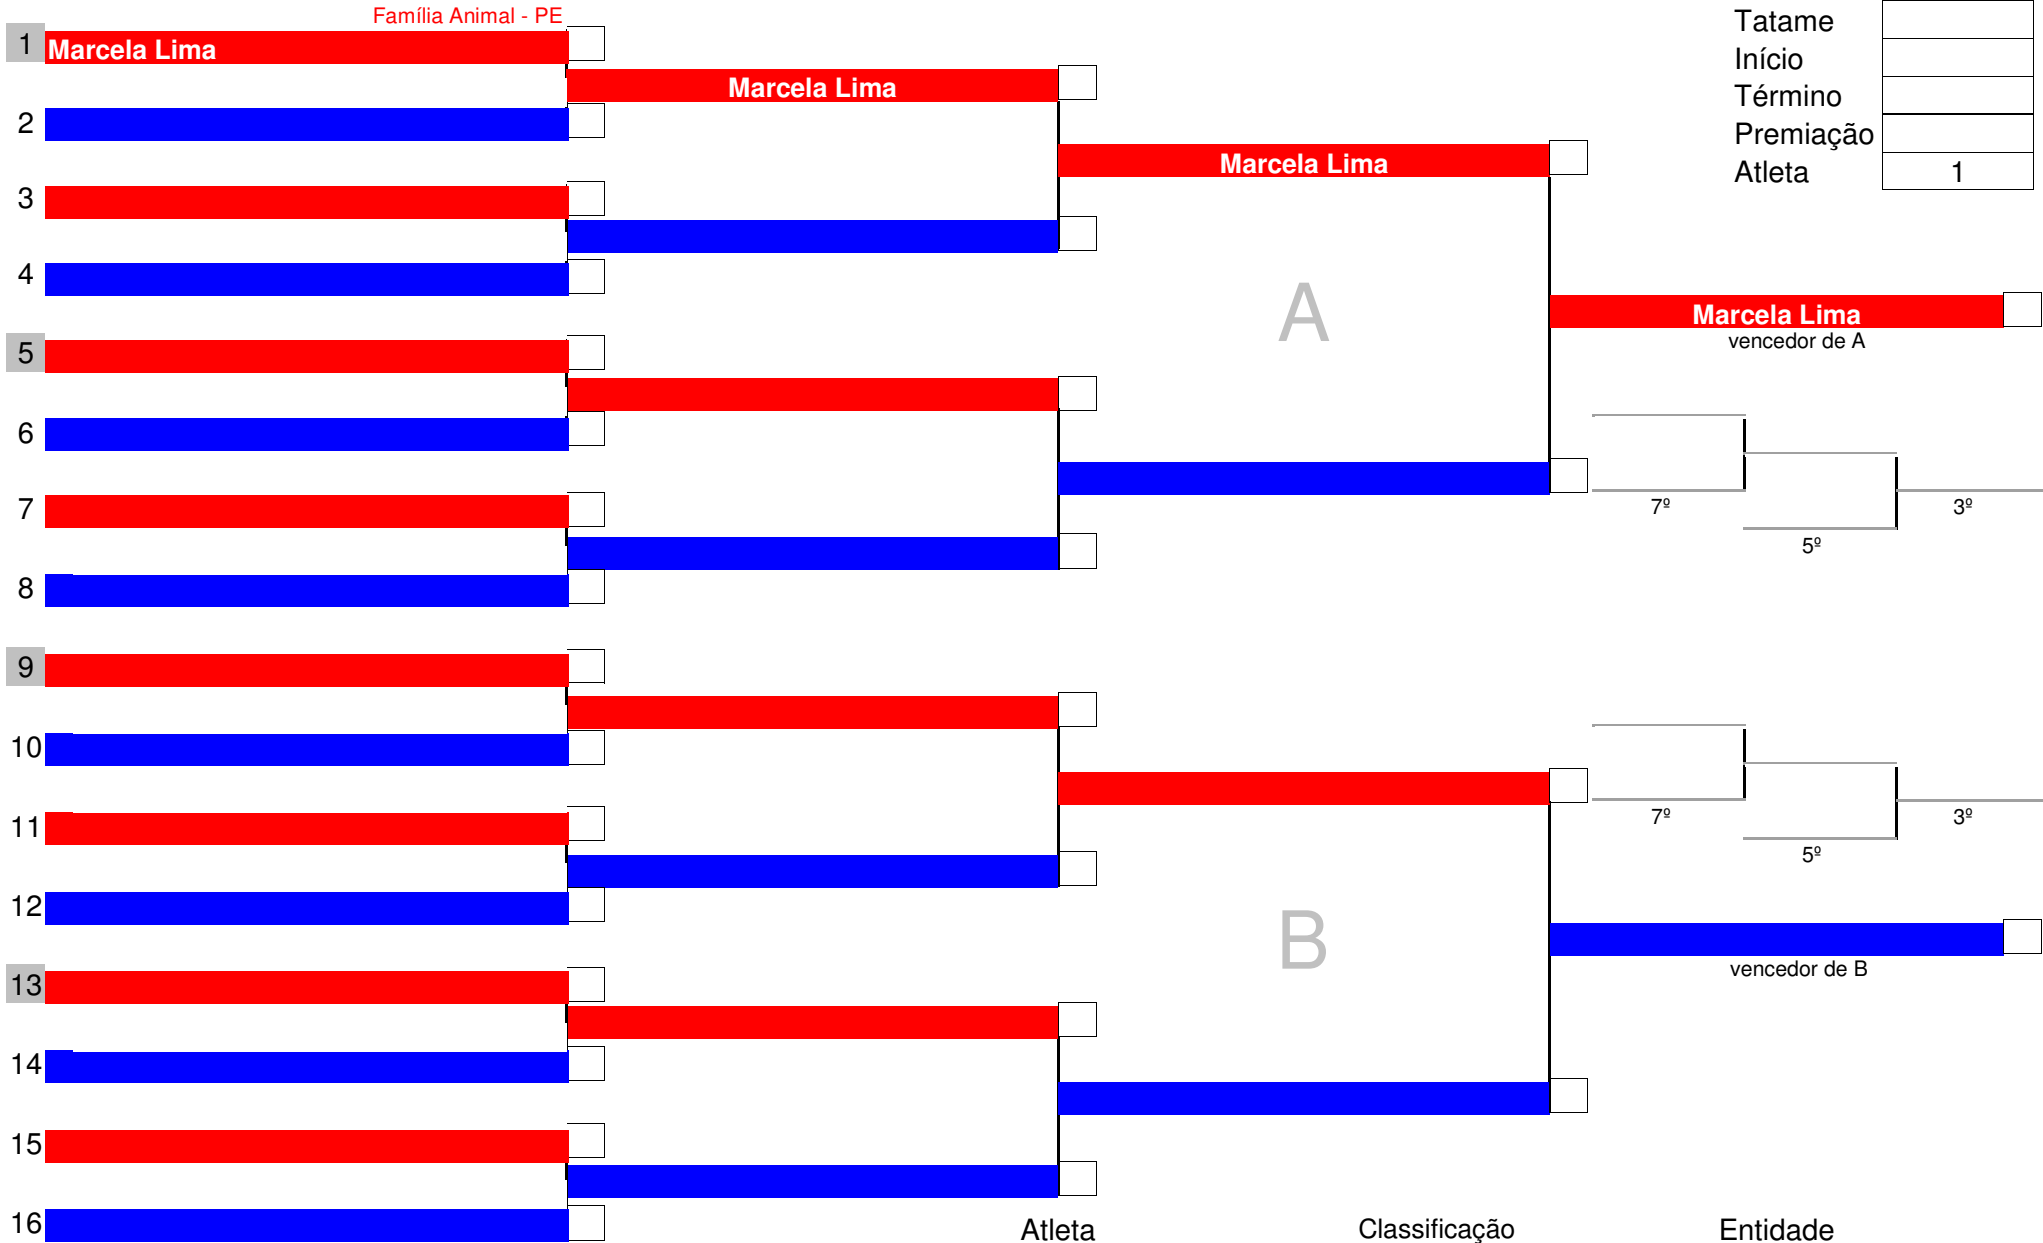 Família Animal - PE
Tatame
1 Marcela Lima
Início
Marcela Lima
Término
2
Premiação
Marcela Lima
Atleta 1
3
4
A
Marcela Lima
vencedor de A
5
6
7
7º 3º
5º
8
9
10
11
7º 3º
5º
12
B
vencedor de B
13
14
15
16
Atleta Classificação Entidade